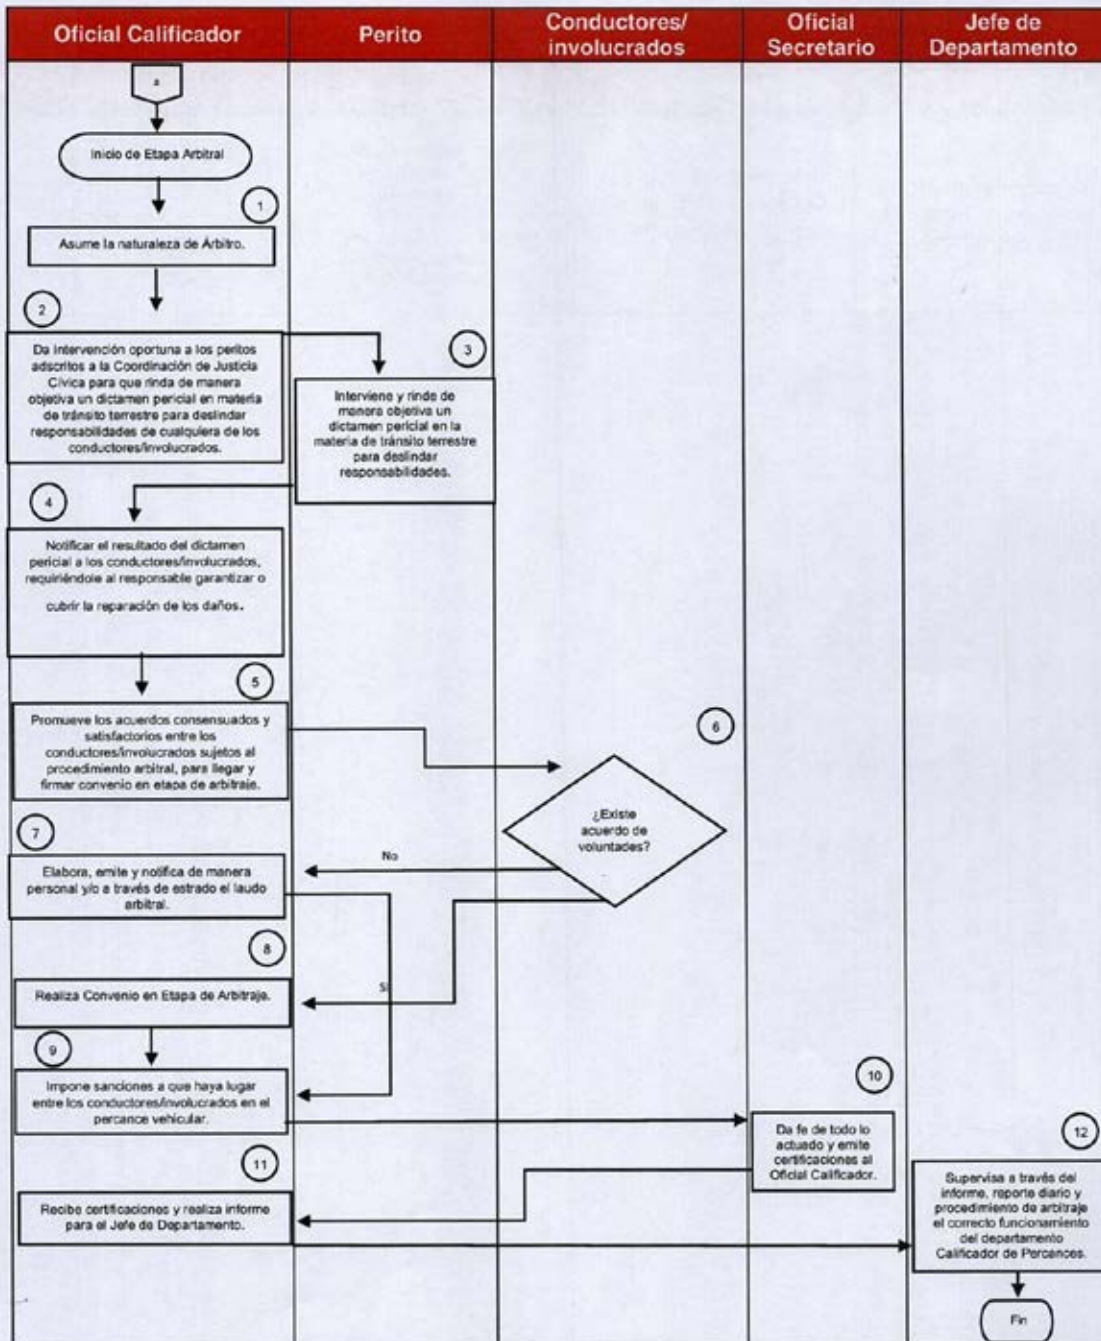 Oficial Calificador
Perito
Conductores/
involucrados
Oficial
Secretario
Jefe de
Departamento
a
Inicio de Etapa Arbitral
1
Asume la naturaleza de Árbitro.
2
Da Intervención oportuna a los peritos
adscritos a la Coordinación de Justicia
Cívica para que rinda de manera
objetiva un dictamen pericial en materia
de tránsito terrestre para deslindar
responsabilidades de cualquiera de los
conductores/involucrados.
3
Interviene y rinde de
manera objetiva un
dictamen pericial en la
materia de tránsito terrestre
para deslindar
responsabilidades.
4
Notificar el resultado del dictamen
pericial a los conductores/involucrados,
requiriéndole al responsable garantizar o
cubrir la reparación de los daños.
5
Promueve los acuerdos consensuados y
satisfactorios entre los
conductores/involucrados sujetos al
procedimiento arbitral, para llegar y
firmar convenio en etapa de arbitraje.
6
¿Existe
acuerdo de
voluntades?
7
No
Elabora, emite y notifica de manera
personal y/o a través de estrado el laudo
arbitral.
8
Si
Realiza Convenio en Etapa de Arbitraje.
9
Impone sanciones a que haya lugar
entre los conductores/involucrados en el
percance vehicular.
10
Da fe de todo lo
actuado y emite
certificaciones al
Oficial Calificador.
11
Recibe certificaciones y realiza informe
para el Jefe de Departamento.
12
Supervisa a través del
informe, reporte diario y
procedimiento de arbitraje
el correcto funcionamiento
del departamento
Calificador de Percances.
Fin